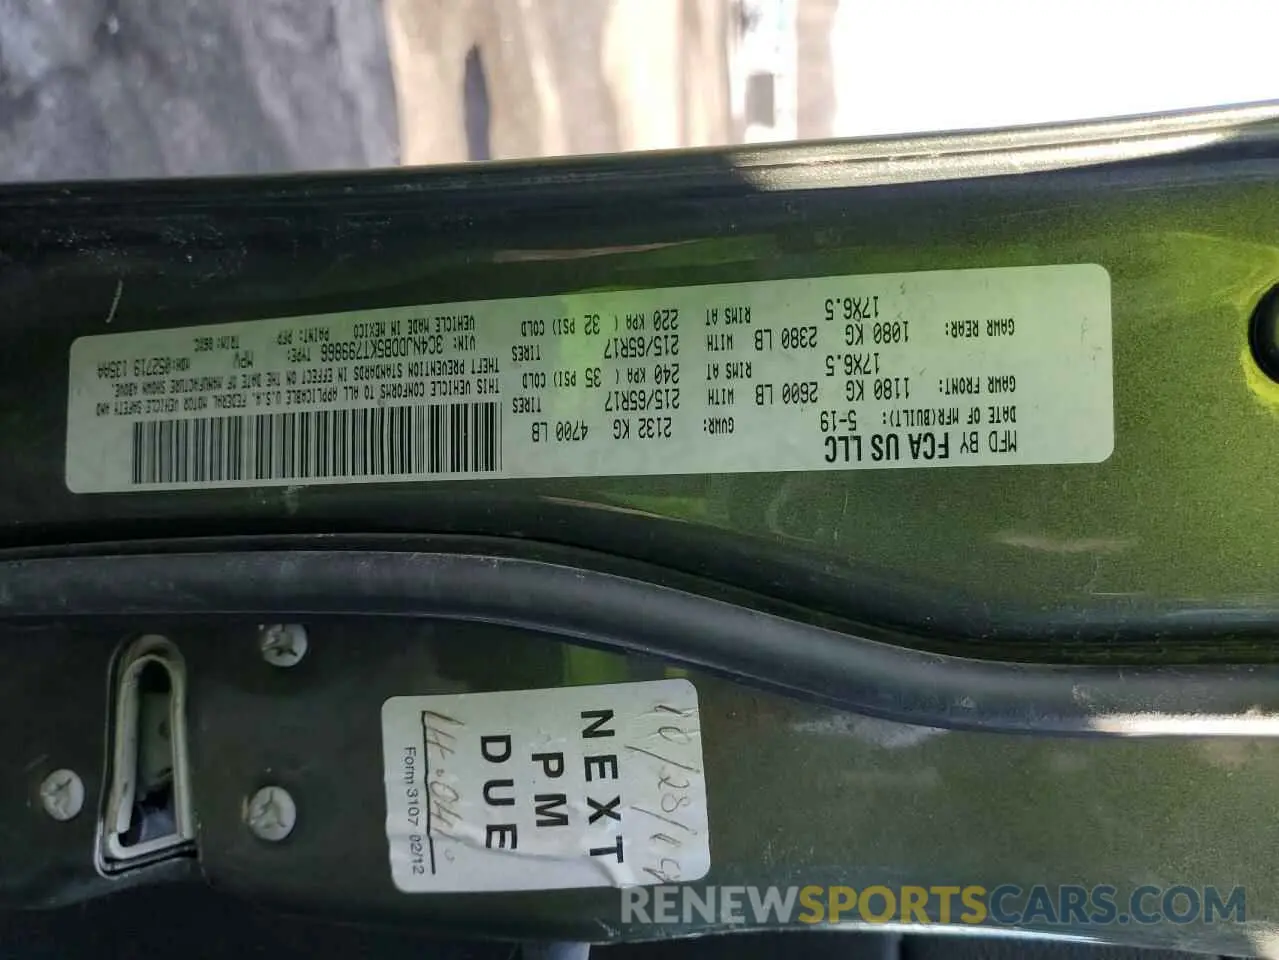 MFD BY FCA US LLC
DATE OF MFR(BUILT): 5-19
GVWR: 2132 KG 4700 LB
GAWR FRONT: 1180 KG 2600 LB WITH TIRES 215/65R17
RIMS AT 17X6.5 240 KPA ( 35 PSI) COLD
GAWR REAR: 1080 KG 2380 LB WITH TIRES 215/65R17
RIMS AT 17X6.5 220 KPA ( 32 PSI) COLD
THIS VEHICLE CONFORMS TO ALL APPLICABLE U.S.A. FEDERAL MOTOR VEHICLE SAFETY AND
THEFT PREVENTION STANDARDS IN EFFECT ON THE DATE OF MANUFACTURE SHOWN ABOVE
VIN: 3C4NJDDB5KT799866 TYPE: MPV MDH:052719 135AA
VEHICLE MADE IN MEXICO PAINT: PFP TRIM:
NEXT
PM
DUE
Form 3107 02/12
RENEWSPORTSCARS.COM